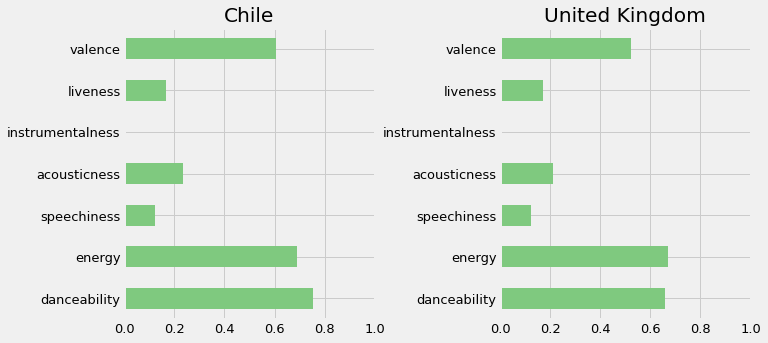 Chile
valence
liveness
instrumentalness
acousticness
speechiness
energy
danceability
0.0 0.2 0.4 0.6 0.8 1.0
United Kingdom
valence
liveness
instrumentalness
acousticness
speechiness
energy
danceability
0.0 0.2 0.4 0.6 0.8 1.0